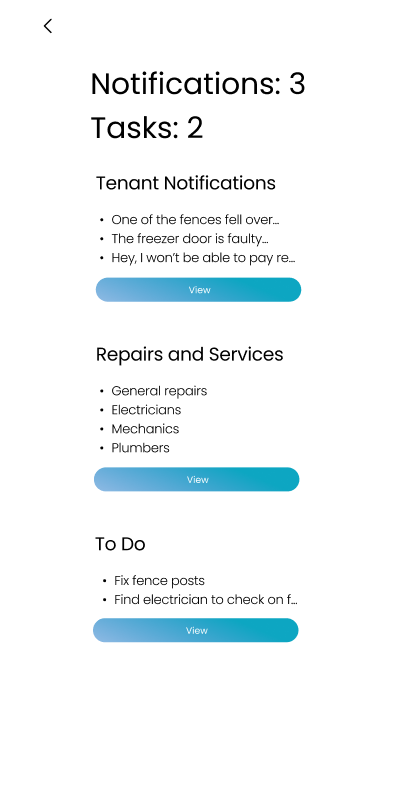 Notifications: 3
Tasks: 2
Tenant Notifications
• One of the fences fell over...
• The freezer door is faulty...
• Hey, I won't be able to pay re...
View
Repairs and Services
• General repairs
• Electricians
• Mechanics
• Plumbers
View
To Do
• Fix fence posts
• Find electrician to check on f...
View